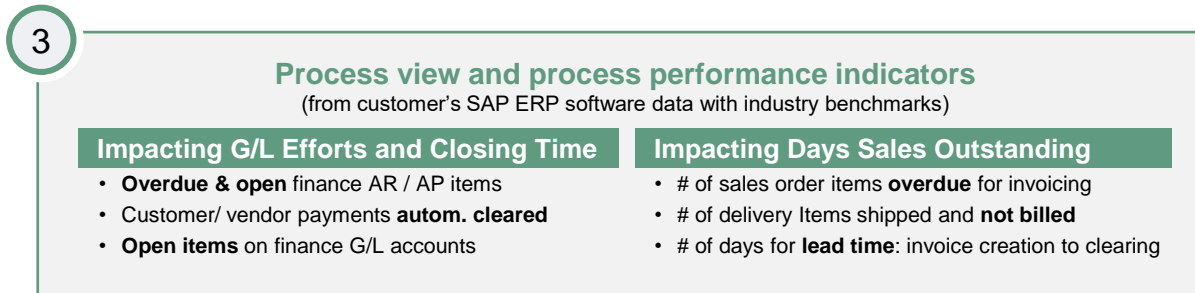 3
Process view and process performance indicators
(from customer's SAP ERP software data with industry benchmarks)
Impacting G/L Efforts and Closing Time
• Overdue & open finance AR / AP items
• Customer/ vendor payments autom. cleared
• Open items on finance G/L accounts
Impacting Days Sales Outstanding
• # of sales order items overdue for invoicing
• # of delivery Items shipped and not billed
• # of days for lead time: invoice creation to clearing